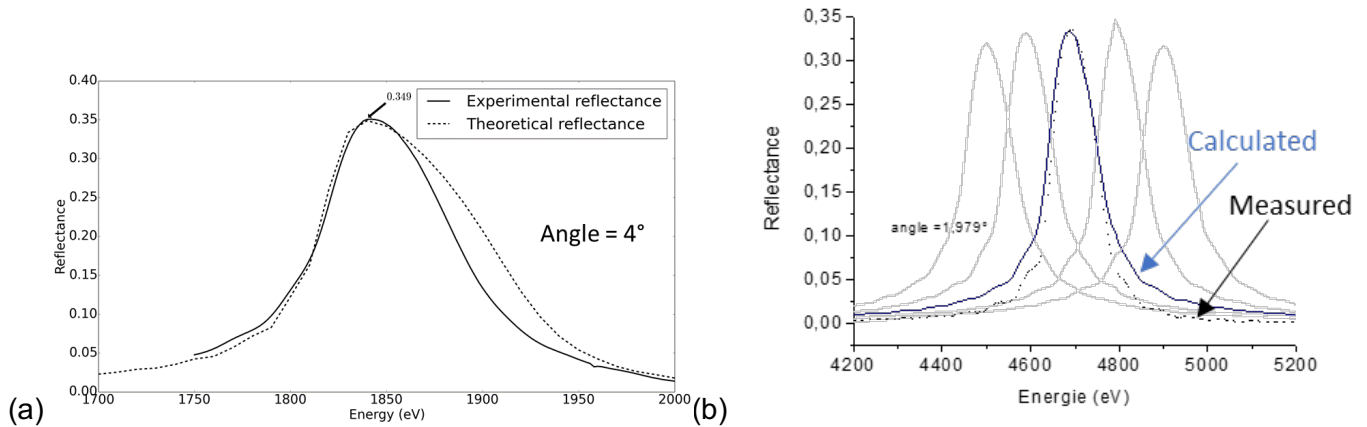 0.40
0.35
0.30
0.25
0.20
0.15
0.10
0.05
0.00
Reflectance
0.349
Experimental reflectance
Theoretical reflectance
Angle = 4°
1700 1750 1800 1850 1900 1950 2000
Energy (eV)
(a)
0,35
0,30
0,25
0,20
0,15
0,10
0,05
0,00
Reflectance
Calculated
Measured
angle =1,979°
4200 4400 4600 4800 5000 5200
Energie (eV)
(b)